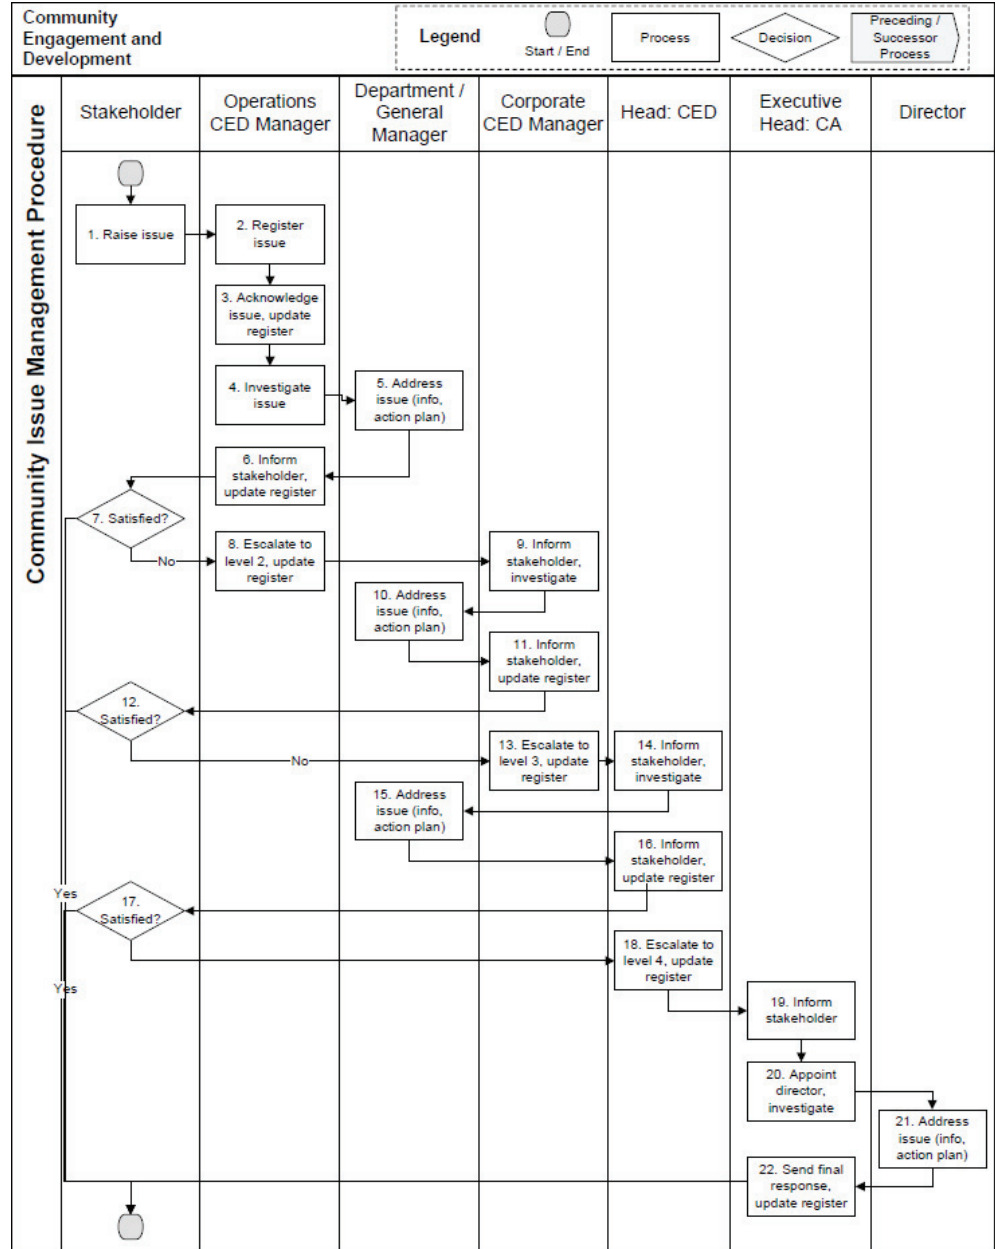 Community
Engagement and
Development
Legend
Start / End
Process
Decision
Preceding /
Successor
Process
Community Issue Management Procedure
Stakeholder
Operations
CED Manager
Department /
General
Manager
Corporate
CED Manager
Head: CED
Executive
Head: CA
Director
1. Raise issue
2. Register
issue
3. Acknowledge
issue, update
register
4. Investigate
issue
5. Address
issue (info,
action plan)
6. Inform
stakeholder,
update register
7. Satisfied?
No
8. Escalate to
level 2, update
register
9. Inform
stakeholder,
investigate
10. Address
issue (info,
action plan)
11. Inform
stakeholder,
update register
12.
Satisfied?
No
13. Escalate to
level 3, update
register
14. Inform
stakeholder,
investigate
15. Address
issue (info,
action plan)
16. Inform
stakeholder,
update register
Yes
17.
Satisfied?
18. Escalate to
level 4, update
register
Yes
19. Inform
stakeholder
20. Appoint
director,
investigate
21. Address
issue (info,
action plan)
22. Send final
response,
update register